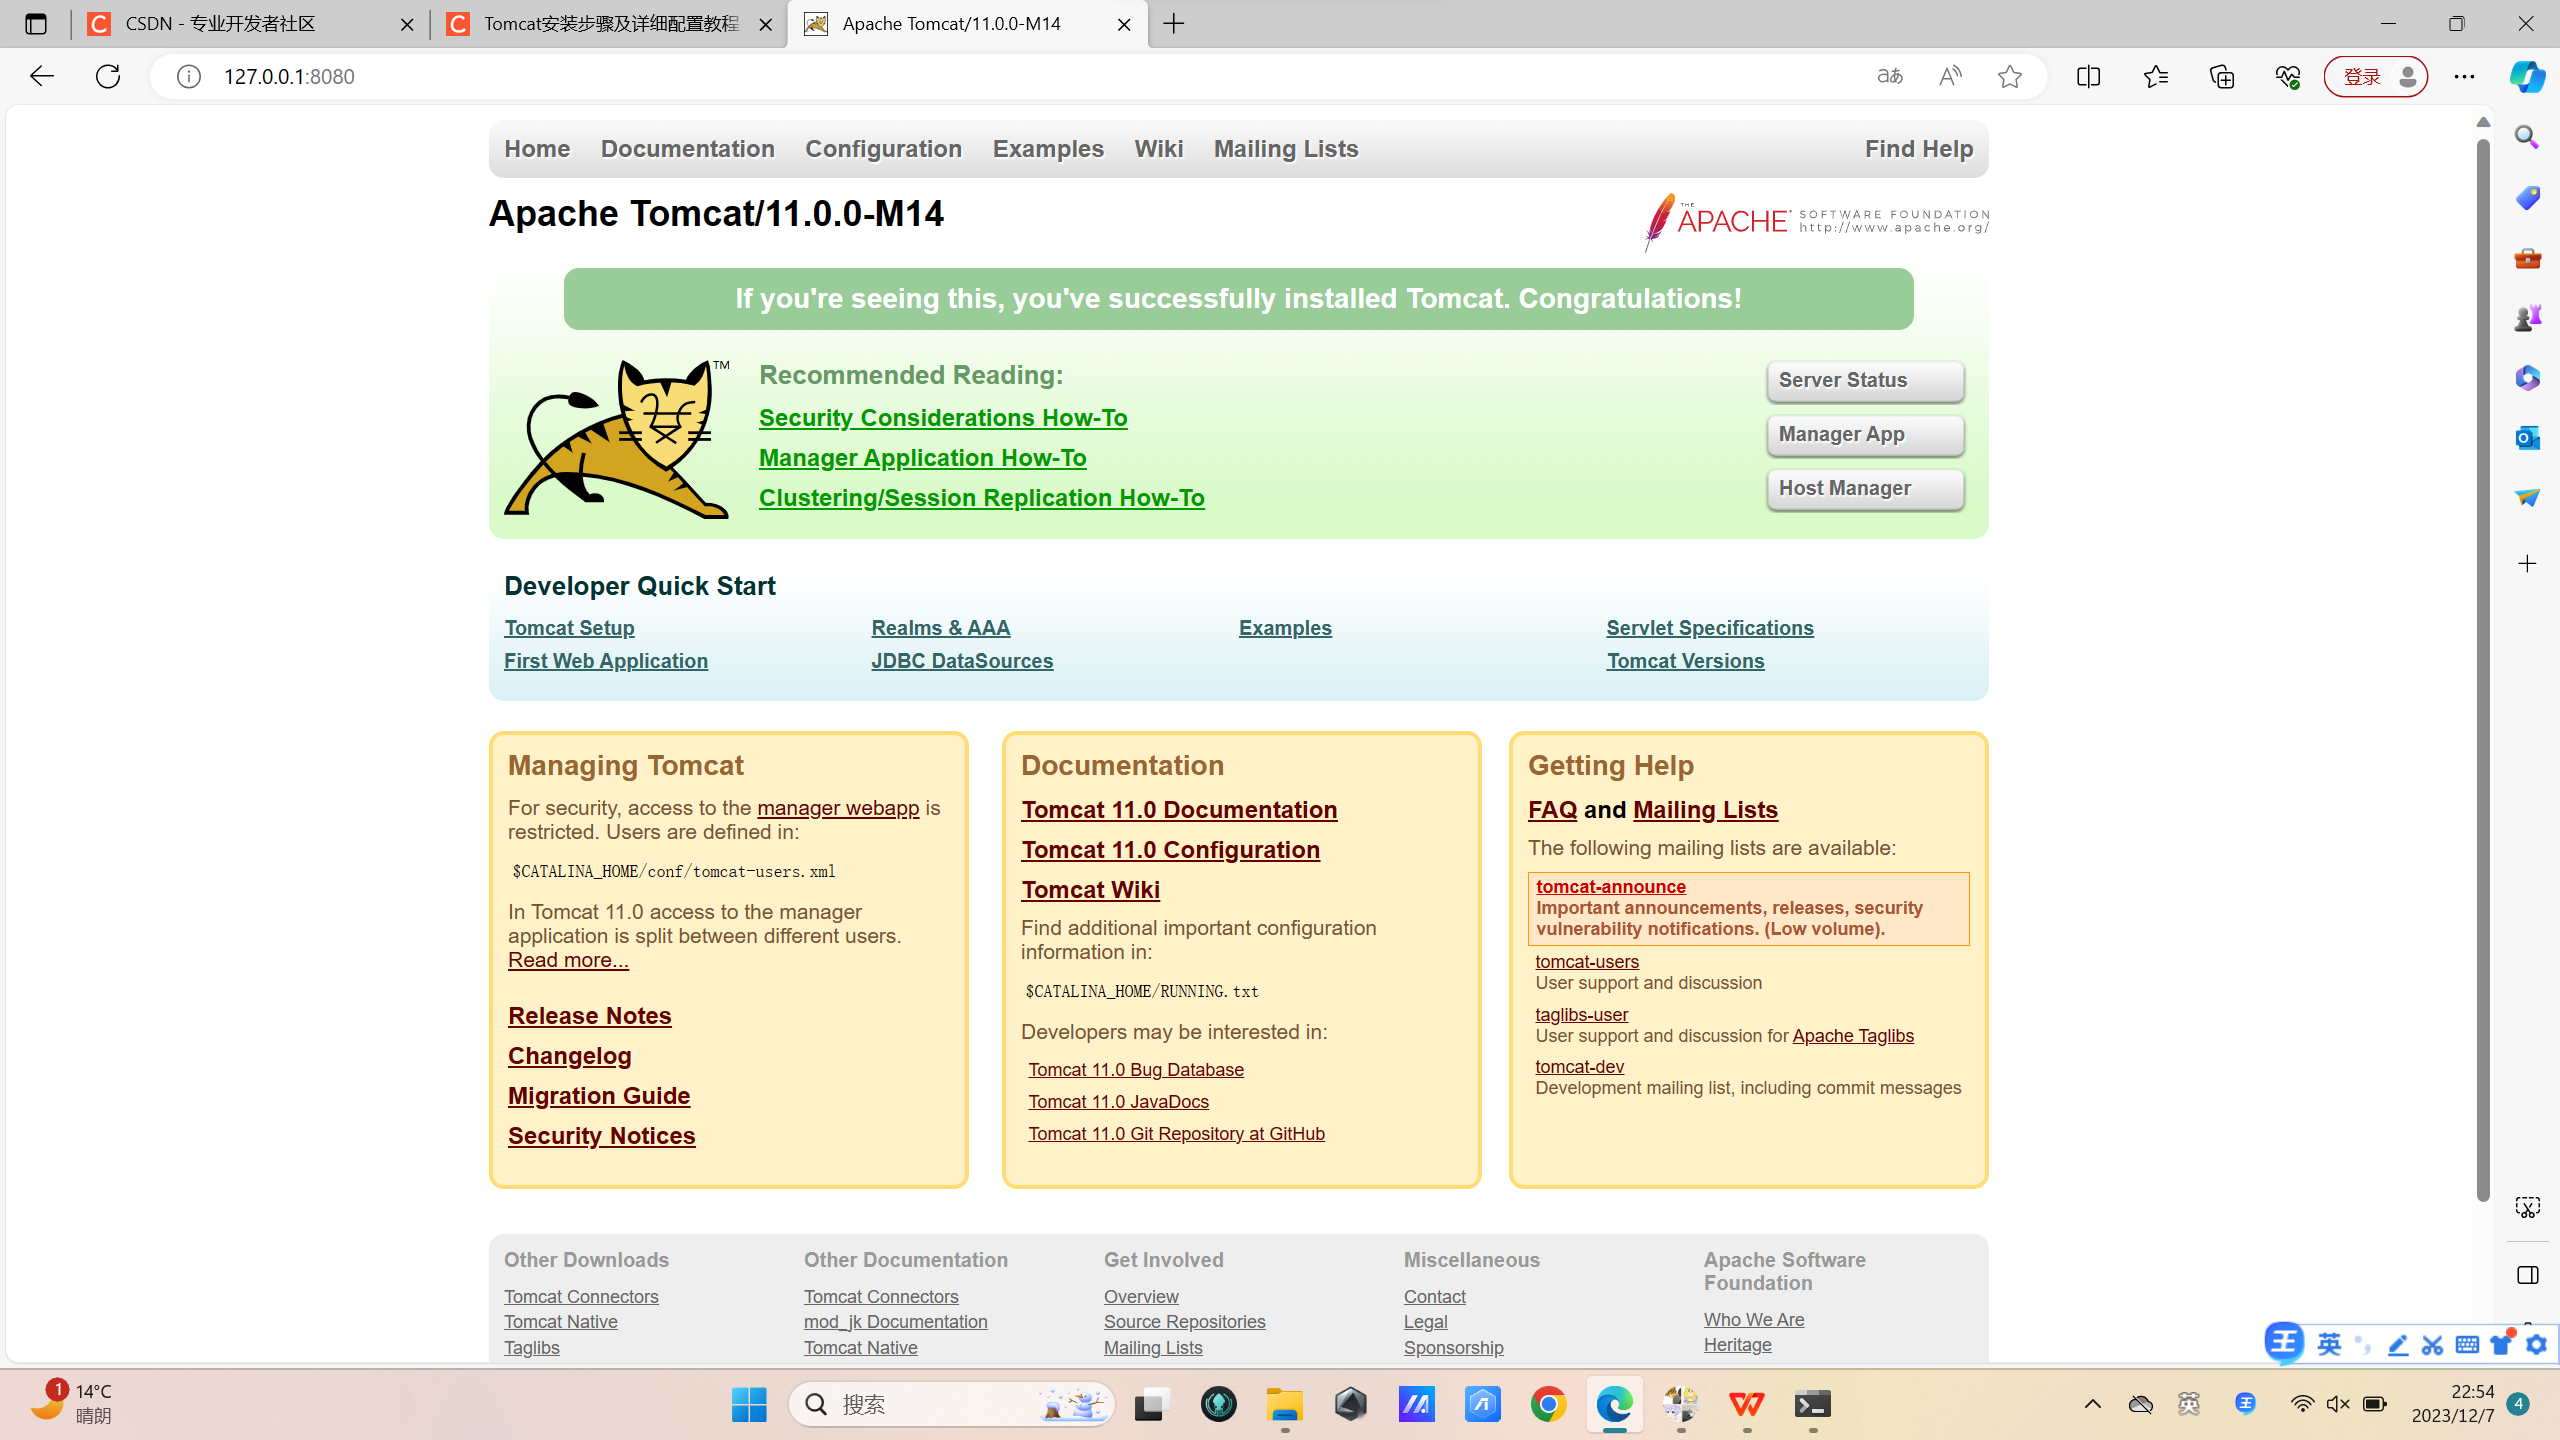 CSDN - 专业开发者社区
Tomcat安装步骤及详细配置教程
Apache Tomcat/11.0.0-M14
127.0.0.1:8080
登录
Home Documentation Configuration Examples Wiki Mailing Lists Find Help
Apache Tomcat/11.0.0-M14
THE APACHE SOFTWARE FOUNDATION
http://www.apache.org/
If you're seeing this, you've successfully installed Tomcat. Congratulations!
TM
Recommended Reading:
Security Considerations How-To
Manager Application How-To
Clustering/Session Replication How-To
Server Status
Manager App
Host Manager
Developer Quick Start
Tomcat Setup
First Web Application
Realms & AAA
JDBC DataSources
Examples
Servlet Specifications
Tomcat Versions
Managing Tomcat
For security, access to the manager webapp is
restricted. Users are defined in:
$CATALINA_HOME/conf/tomcat-users.xml
In Tomcat 11.0 access to the manager
application is split between different users.
Read more...
Release Notes
Changelog
Migration Guide
Security Notices
Documentation
Tomcat 11.0 Documentation
Tomcat 11.0 Configuration
Tomcat Wiki
Find additional important configuration
information in:
$CATALINA_HOME/RUNNING.txt
Developers may be interested in:
Tomcat 11.0 Bug Database
Tomcat 11.0 JavaDocs
Tomcat 11.0 Git Repository at GitHub
Getting Help
FAQ and Mailing Lists
The following mailing lists are available:
tomcat-announce
Important announcements, releases, security
vulnerability notifications. (Low volume).
tomcat-users
User support and discussion
taglibs-user
User support and discussion for Apache Taglibs
tomcat-dev
Development mailing list, including commit messages
Other Downloads
Tomcat Connectors
Tomcat Native
Taglibs
Other Documentation
Tomcat Connectors
mod_jk Documentation
Tomcat Native
Get Involved
Overview
Source Repositories
Mailing Lists
Miscellaneous
Contact
Legal
Sponsorship
Apache Software
Foundation
Who We Are
Heritage
王 英
1
14°C
晴朗
搜索
英
王
22:54
2023/12/7
4